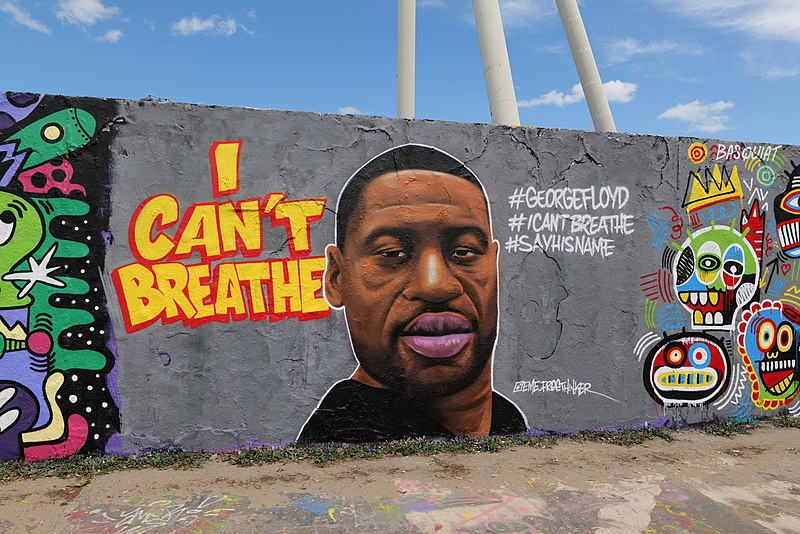 I
CAN'T
BREATHE
#GEORGEFLOYD
#ICANTBREATHE
#SAYHISNAME
BASQUIAT